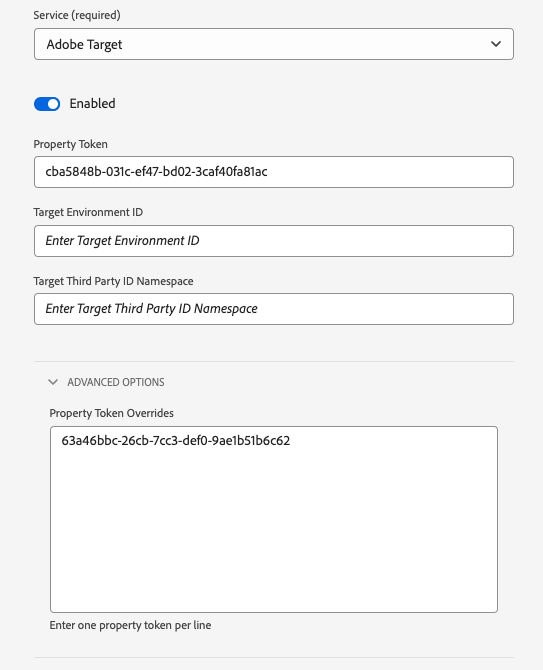 Service (required)
Adobe Target
Enabled
Property Token
cba5848b-031c-ef47-bd02-3caf40fa81ac
Target Environment ID
Enter Target Environment ID
Target Third Party ID Namespace
Enter Target Third Party ID Namespace
ADVANCED OPTIONS
Property Token Overrides
63a46bbc-26cb-7cc3-def0-9ae1b51b6c62
Enter one property token per line